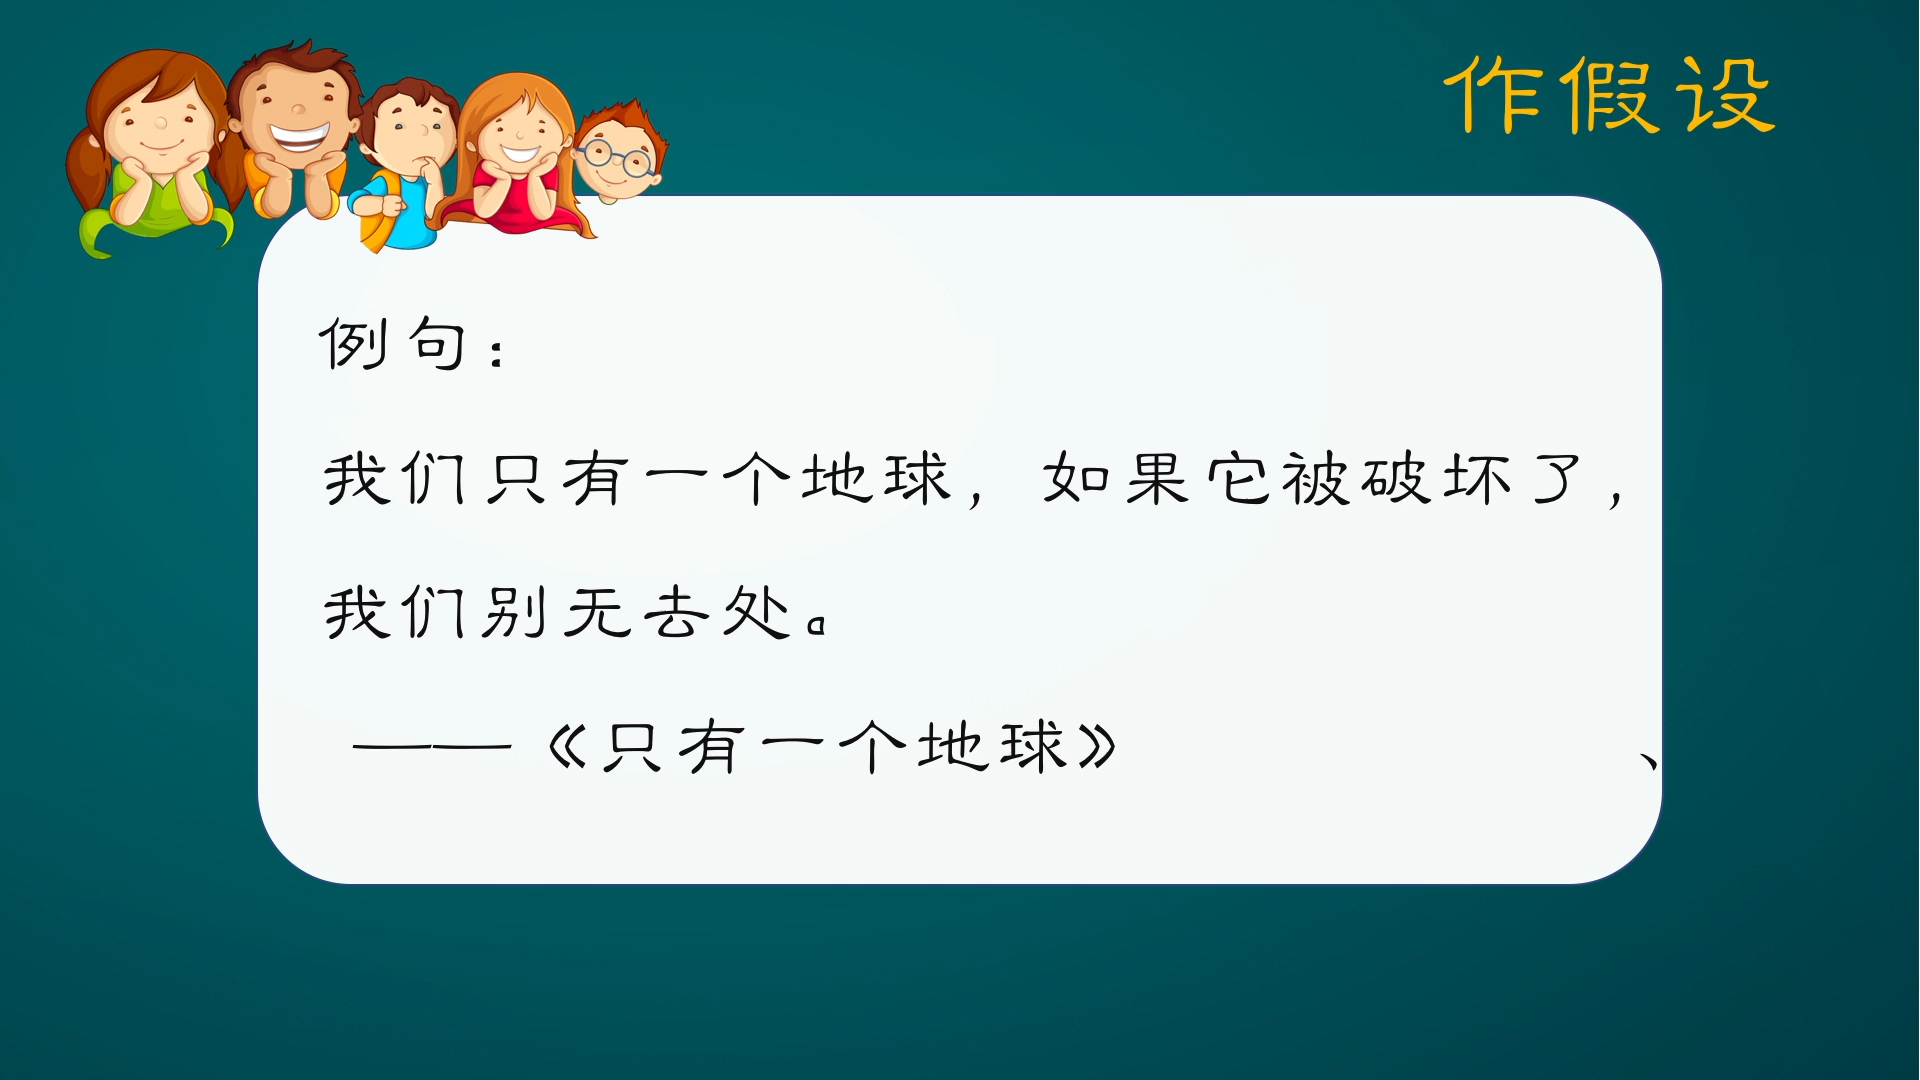 作假设
例句：
我们只有一个地球，如果它被破坏了，
我们别无去处。
——《只有一个地球》 、